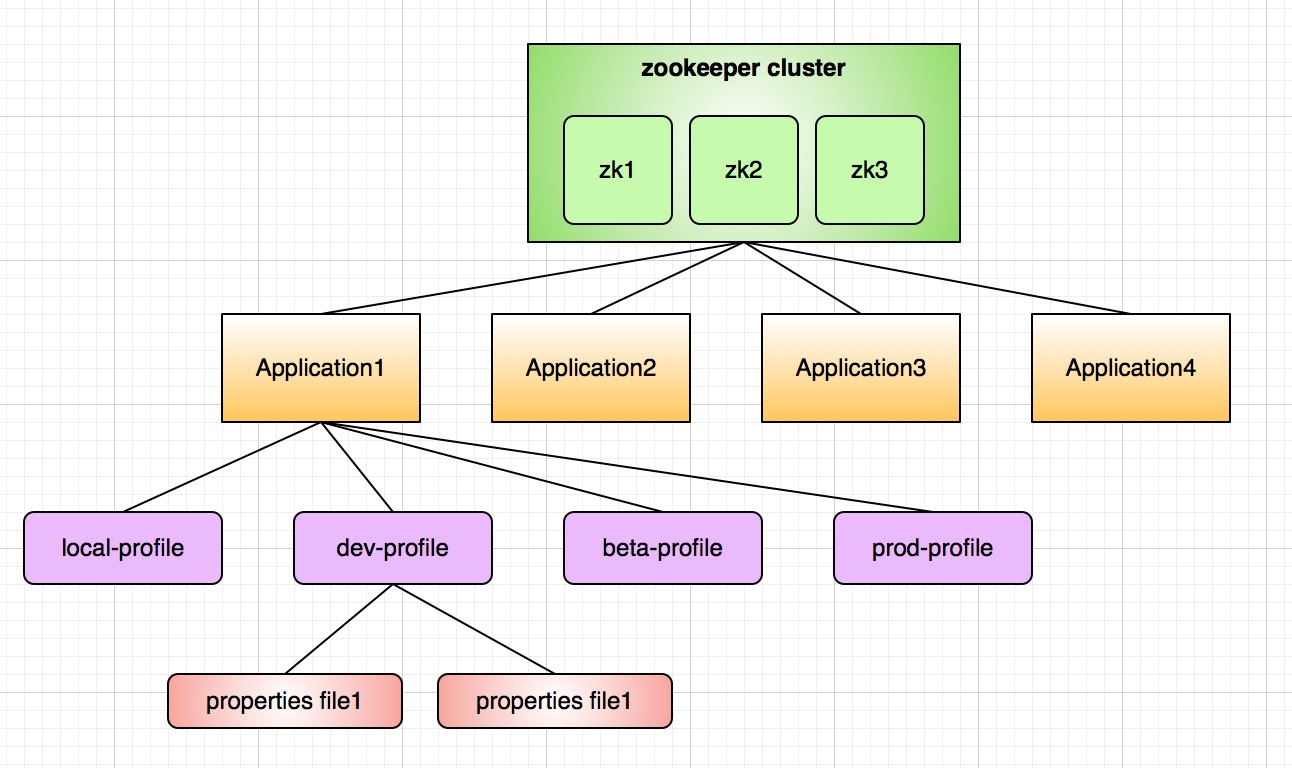 zookeeper cluster
zk1
zk2
zk3
Application1
Application2
Application3
Application4
local-profile
dev-profile
beta-profile
prod-profile
properties file1
properties file1